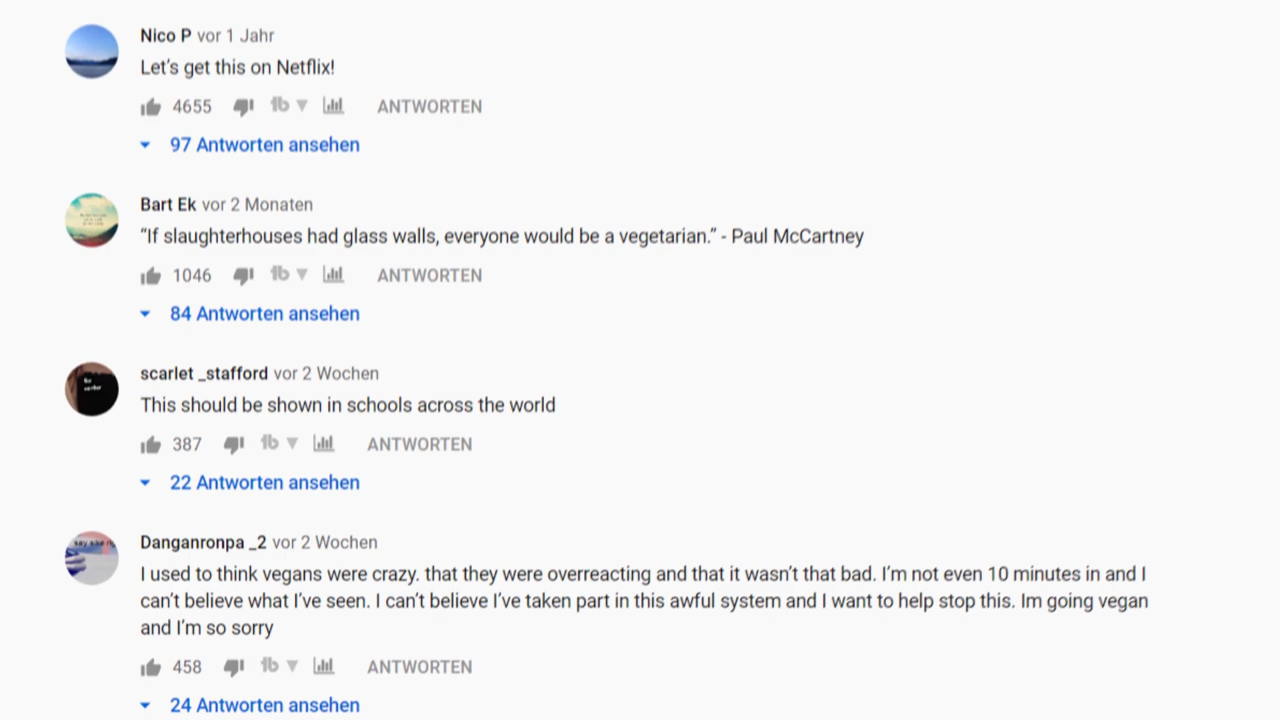 Nico P vor 1 Jahr
Let's get this on Netflix!
4655 ANTWORTEN
97 Antworten ansehen
Bart Ek vor 2 Monaten
“If slaughterhouses had glass walls, everyone would be a vegetarian.” - Paul McCartney
1046 ANTWORTEN
84 Antworten ansehen
scarlet _stafford vor 2 Wochen
This should be shown in schools across the world
387 ANTWORTEN
22 Antworten ansehen
Danganronpa _2 vor 2 Wochen
I used to think vegans were crazy. that they were overreacting and that it wasn't that bad. I'm not even 10 minutes in and I
can't believe what I've seen. I can't believe I've taken part in this awful system and I want to help stop this. Im going vegan
and I'm so sorry
458 ANTWORTEN
24 Antworten ansehen